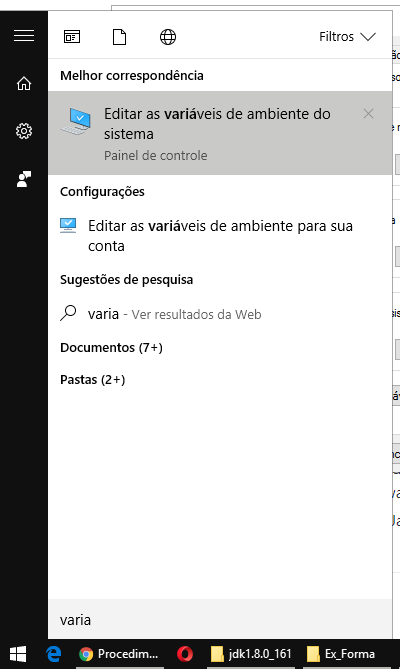 Filtros
Melhor correspondência
Editar as variáveis de ambiente do
sistema
Painel de controle
Configurações
Editar as variáveis de ambiente para sua
conta
Sugestões de pesquisa
varia - Ver resultados da Web
Documentos (7+)
Pastas (2+)
varia
Procedim...
jdk1.8.0_161
Ex_Forma